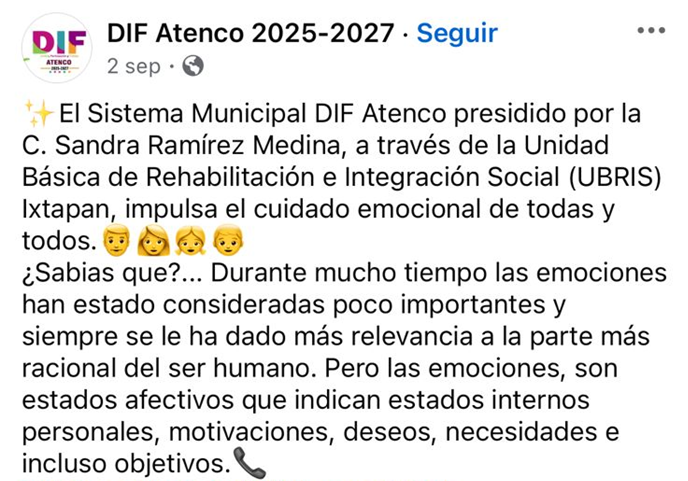 DIF
ATENCO
2025-2027
DIF Atenco 2025-2027 · Seguir
2 sep ·
✨El Sistema Municipal DIF Atenco presidido por la
C. Sandra Ramírez Medina, a través de la Unidad
Básica de Rehabilitación e Integración Social (UBRIS)
Ixtapan, impulsa el cuidado emocional de todas y
todos.👨👩👧👦
¿Sabias que?... Durante mucho tiempo las emociones
han estado consideradas poco importantes y
siempre se le ha dado más relevancia a la parte más
racional del ser humano. Pero las emociones, son
estados afectivos que indican estados internos
personales, motivaciones, deseos, necesidades e
incluso objetivos.📞